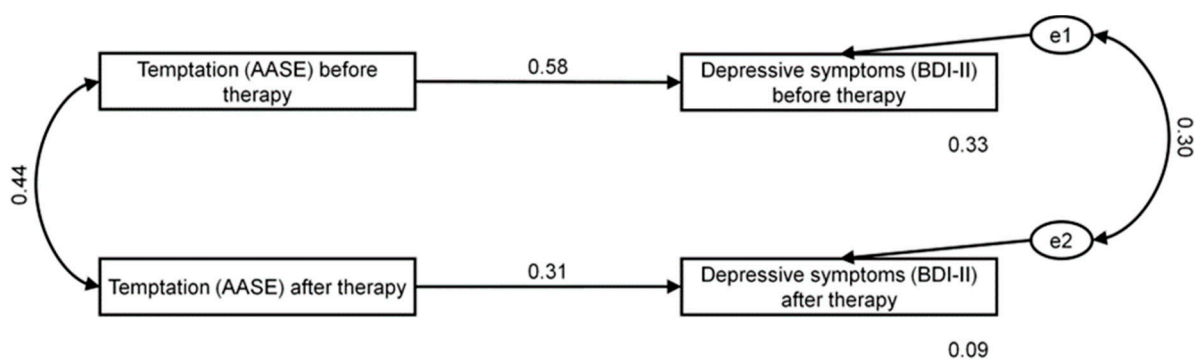 e1
Temptation (AASE) before
therapy
0.58
Depressive symptoms (BDI-II)
before therapy
0.33
0.30
0.44
e2
Temptation (AASE) after therapy
0.31
Depressive symptoms (BDI-II)
after therapy
0.09